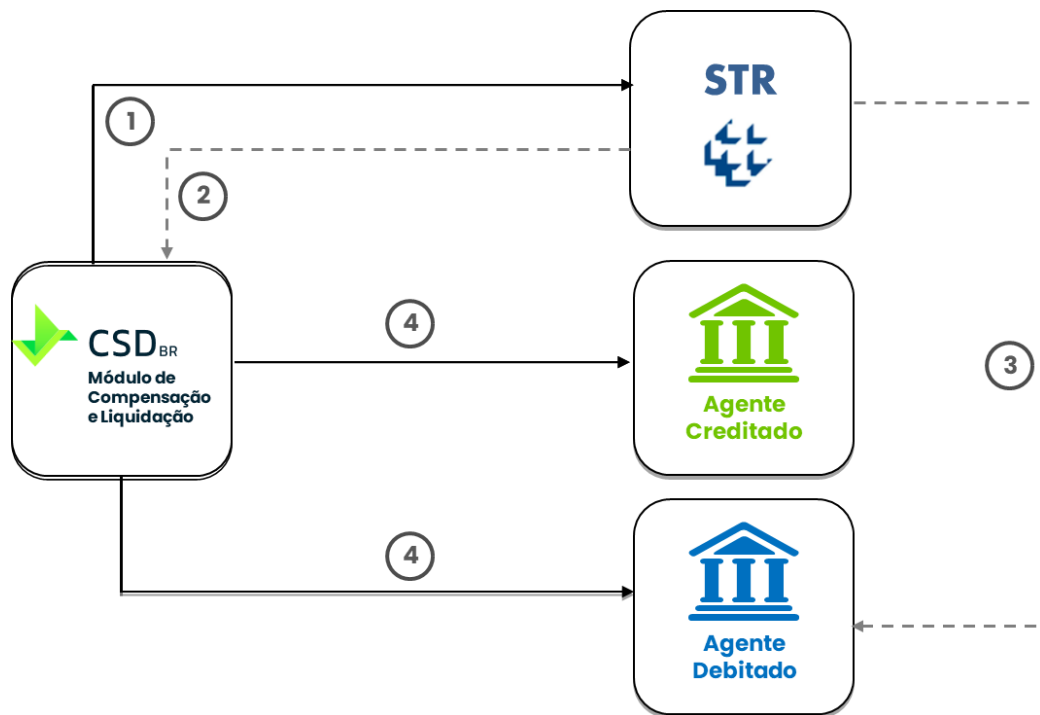 STR
1
2
CSD BR
Módulo de
Compensação
e Liquidação
4
Agente
Creditado
3
4
Agente
Debitado